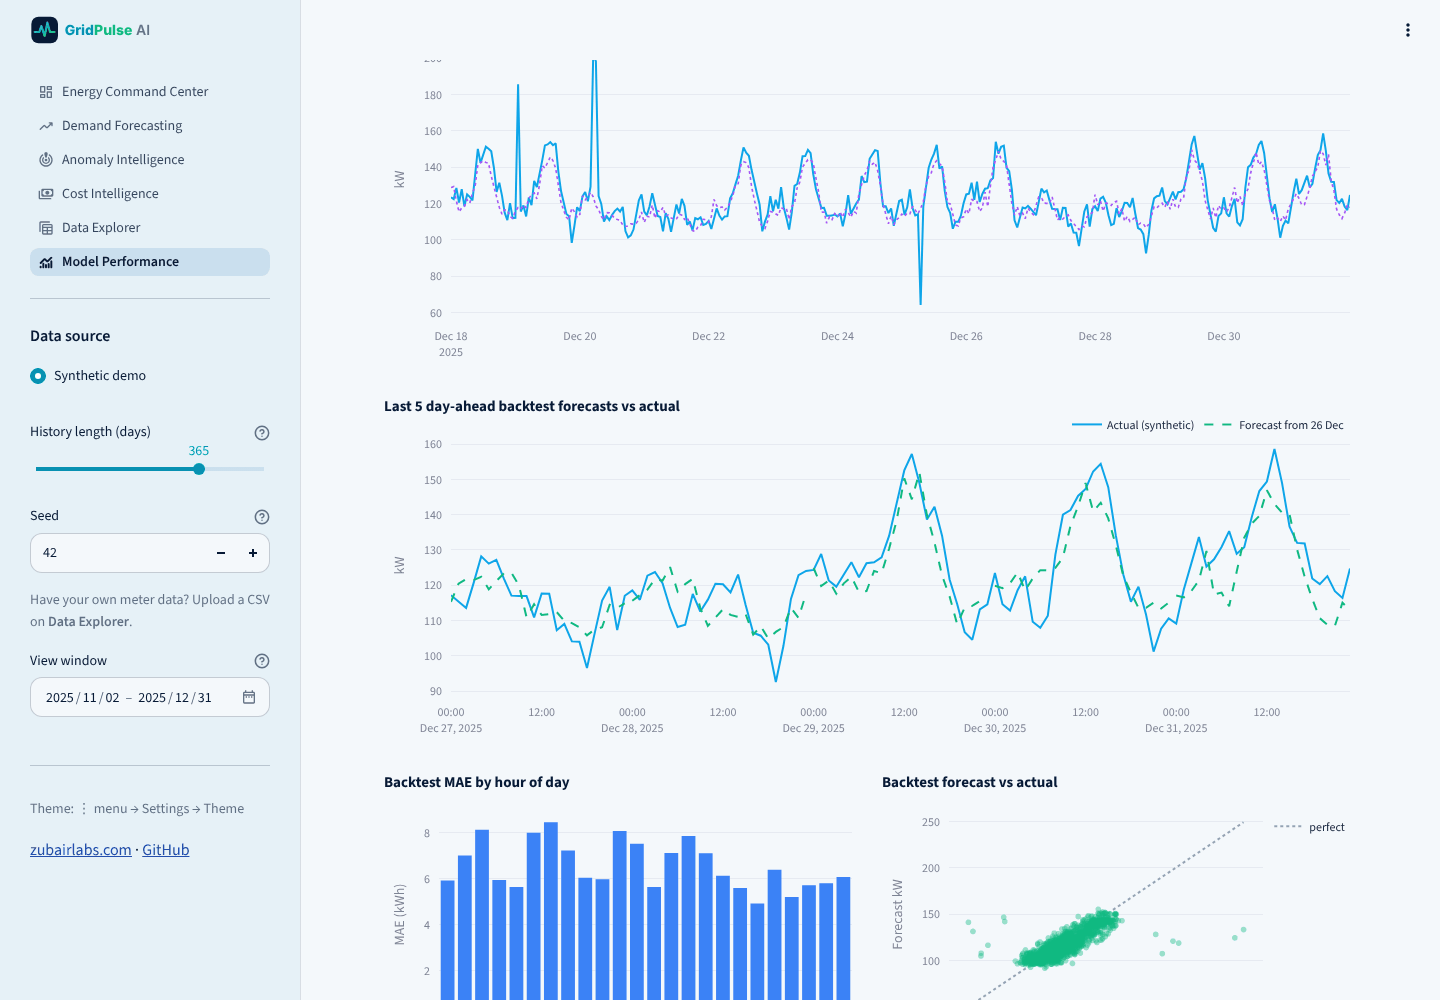 GridPulse AI
Energy Command Center
Demand Forecasting
Anomaly Intelligence
Cost Intelligence
Data Explorer
Model Performance
Data source
Synthetic demo
History length (days)
365
Seed
42
Have your own meter data? Upload a CSV
on Data Explorer.
View window
2025/11/02 – 2025/12/31
Theme: ⋮ menu → Settings → Theme
zubairlabs.com · GitHub
200
180
160
140
120
100
80
60
kW
Dec 18 Dec 20 Dec 22 Dec 24 Dec 26 Dec 28 Dec 30
2025
Last 5 day-ahead backtest forecasts vs actual
Actual (synthetic) Forecast from 26 Dec
160
150
140
130
120
110
100
90
kW
00:00 12:00 00:00 12:00 00:00 12:00 00:00 12:00 00:00 12:00
Dec 27, 2025 Dec 28, 2025 Dec 29, 2025 Dec 30, 2025 Dec 31, 2025
Backtest MAE by hour of day
8
6
4
2
MAE (kWh)
Backtest forecast vs actual
perfect
250
200
150
100
Forecast kW